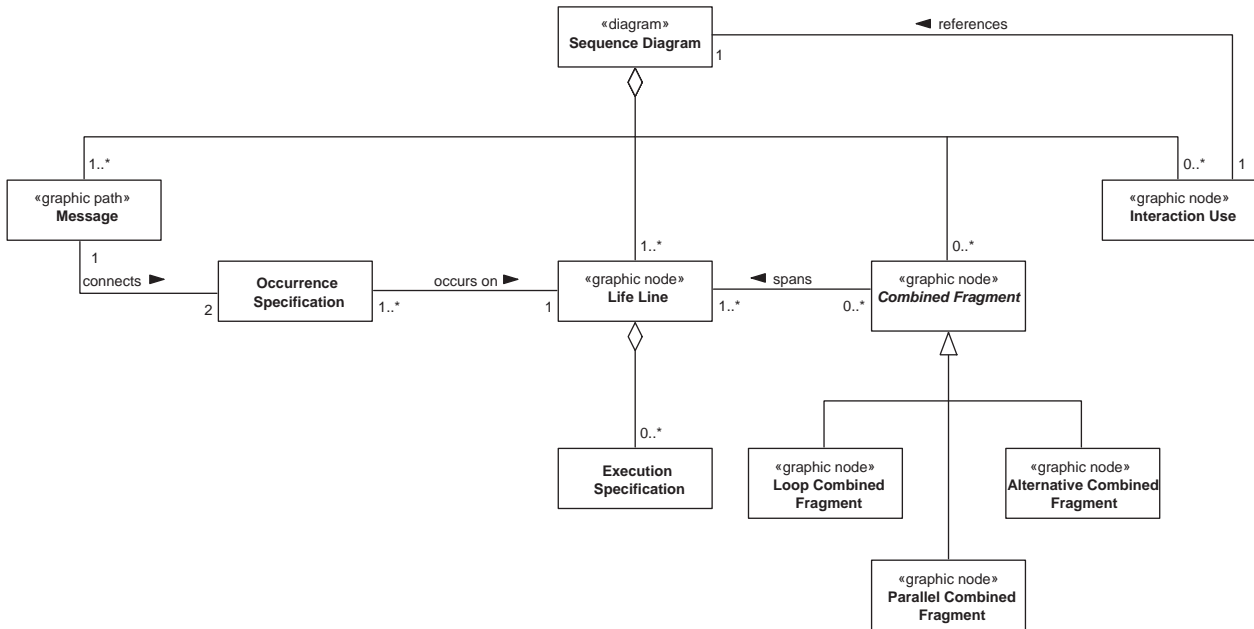 «diagram»
Sequence Diagram
◄ references
1
1..*
0..*
1
«graphic path»
Message
«graphic node»
Interaction Use
1
connects ►
2
Occurrence
Specification
occurs on ►
1..*
1
1..*
«graphic node»
Life Line
◄ spans
1..*
0..*
0..*
«graphic node»
Combined Fragment
0..*
Execution
Specification
«graphic node»
Loop Combined
Fragment
«graphic node»
Alternative Combined
Fragment
«graphic node»
Parallel Combined
Fragment